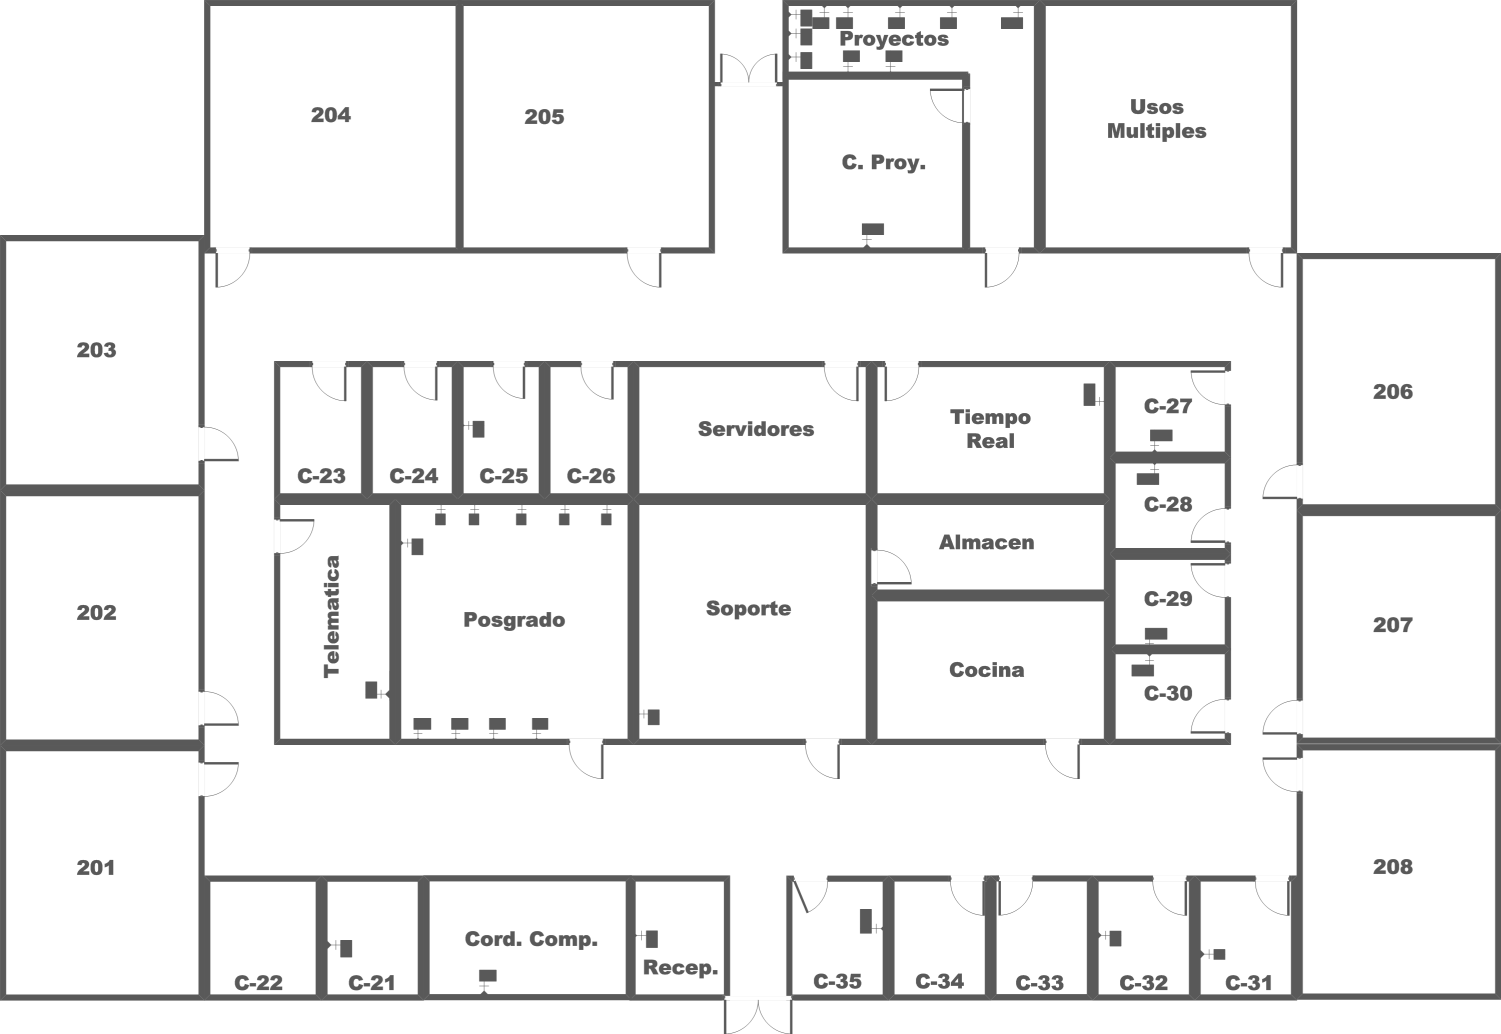 Proyectos
204
205
Usos
Multiples
C. Proy.
203
206
C-27
Tiempo
Real
Servidores
C-23
C-24
C-25
C-26
C-28
Almacen
Telematica
C-29
Soporte
202
Posgrado
207
Cocina
C-30
201
208
Cord. Comp.
Recep.
C-22
C-21
C-35
C-34
C-33
C-32
C-31